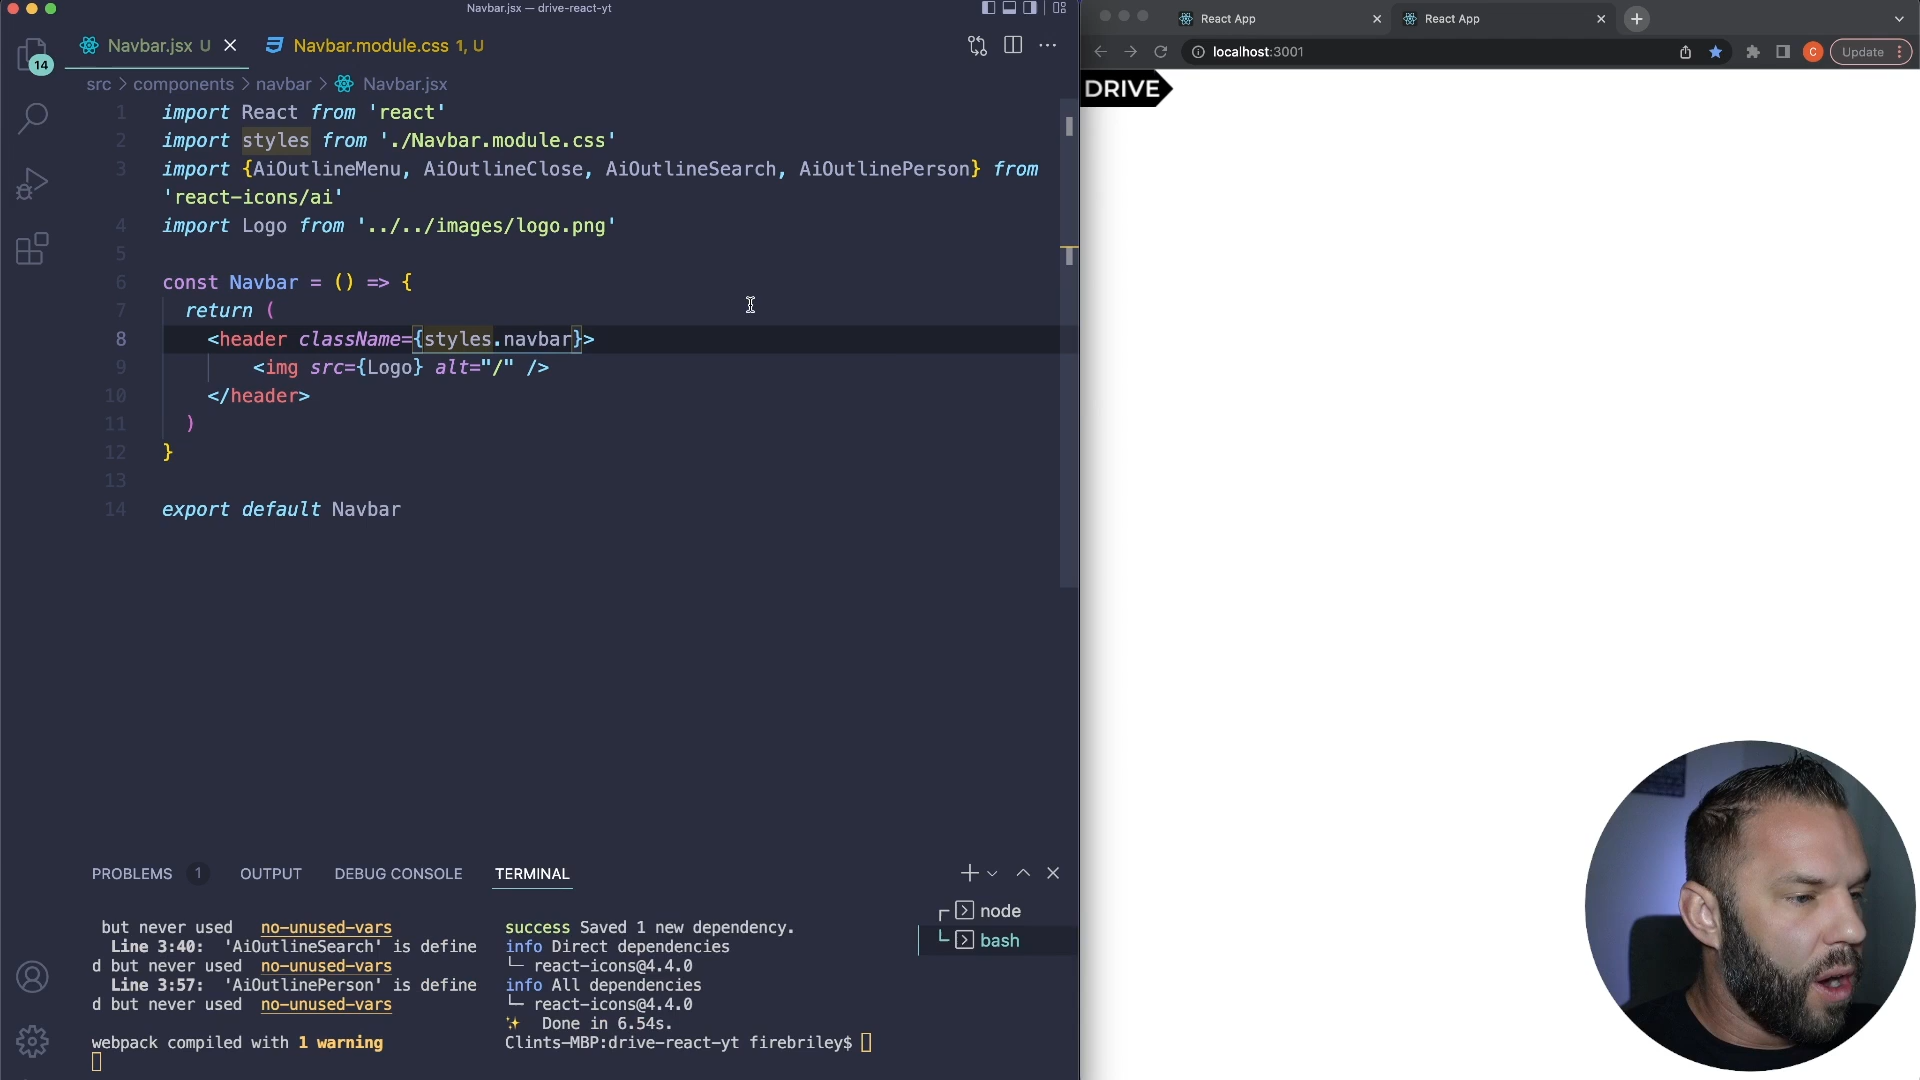 Navbar.jsx — drive-react-yt
Navbar.jsx U
Navbar.module.css 1, U
14
src > components > navbar > Navbar.jsx
1 import React from 'react'
2 import styles from './Navbar.module.css'
3 import {AiOutlineMenu, AiOutlineClose, AiOutlineSearch, AiOutlinePerson} from
'react-icons/ai'
4 import Logo from '../../images/logo.png'
5
6 const Navbar = () => {
7 return (
8 <header className={styles.navbar}>
9 <img src={Logo} alt="/" />
10 </header>
11 )
12 }
13
14 export default Navbar
PROBLEMS 1 OUTPUT DEBUG CONSOLE TERMINAL
but never used no-unused-vars
Line 3:40: 'AiOutlineSearch' is define
d but never used no-unused-vars
Line 3:57: 'AiOutlinePerson' is define
d but never used no-unused-vars
webpack compiled with 1 warning
success Saved 1 new dependency.
info Direct dependencies
└─ react-icons@4.4.0
info All dependencies
└─ react-icons@4.4.0
✨ Done in 6.54s.
Clints-MBP:drive-react-yt firebriley$
node
bash
React App
React App
localhost:3001
C
Update
DRIVE